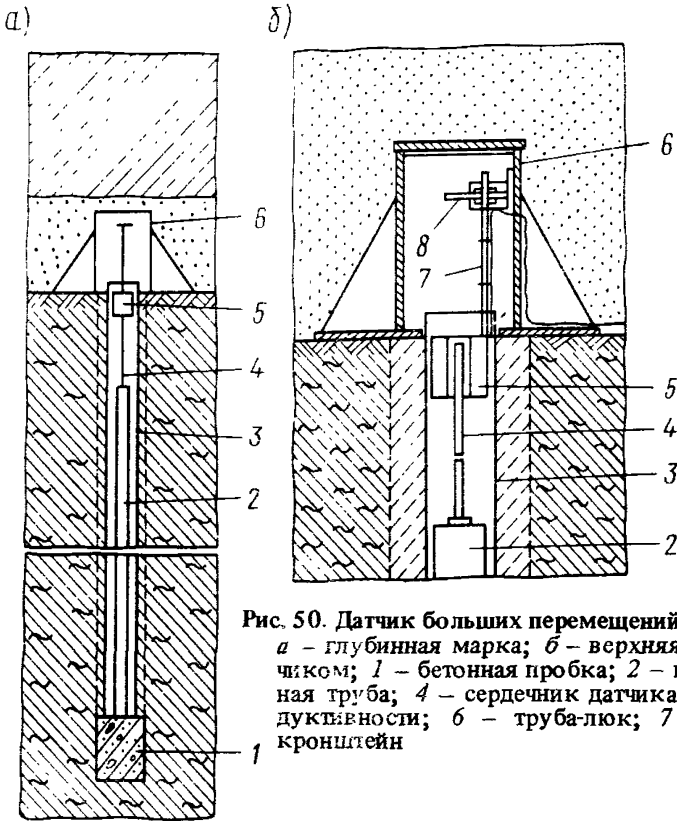 а)
б)
6
5
4
3
2
1
6
8
7
5
4
3
2
Рис. 50. Датчик больших перемещений
а – глубинная марка; б – верхняя
чиком; 1 – бетонная пробка; 2 –
ная труба; 4 – сердечник датчика
дуктивности; 6 – труба-люк; 7
кронштейн